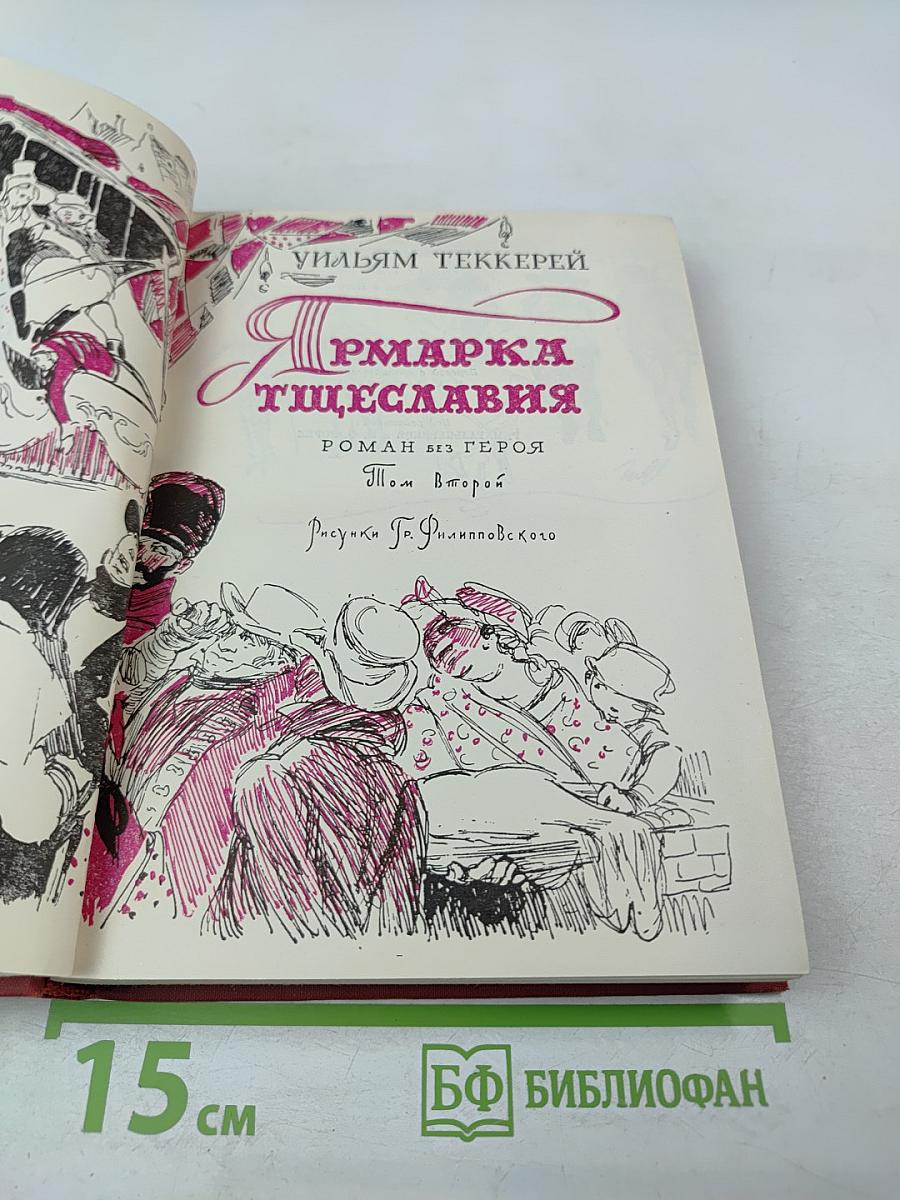 УИЛЬЯМ ТЕККЕРЕЙ
ЯРМАРКА
ТЩЕСЛАВИЯ
РОМАН БЕЗ ГЕРОЯ
Том второй
Рисунки Гр. Филипповского
15 см
БФ БИБЛИОФАН